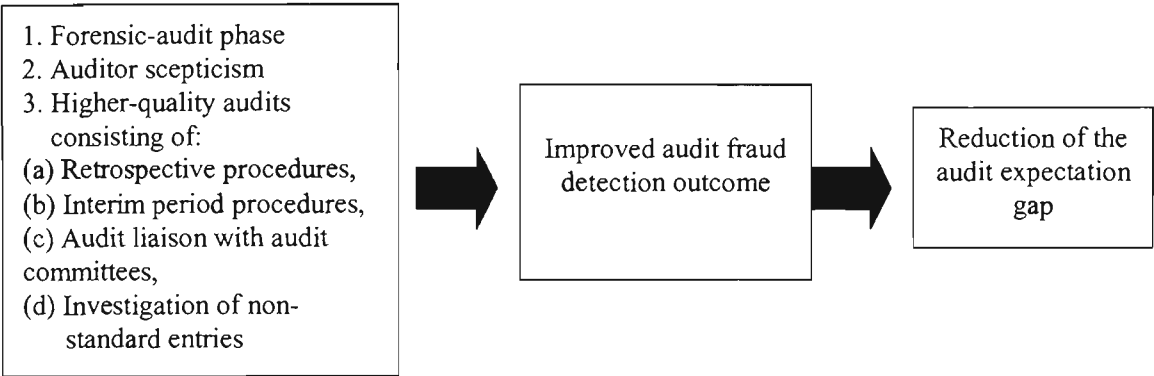 1. Forensic-audit phase
2. Auditor scepticism
3. Higher-quality audits
consisting of:
(a) Retrospective procedures,
(b) Interim period procedures,
(c) Audit liaison with audit
committees,
(d) Investigation of non-
standard entries
Improved audit fraud
detection outcome
Reduction of the
audit expectation
gap